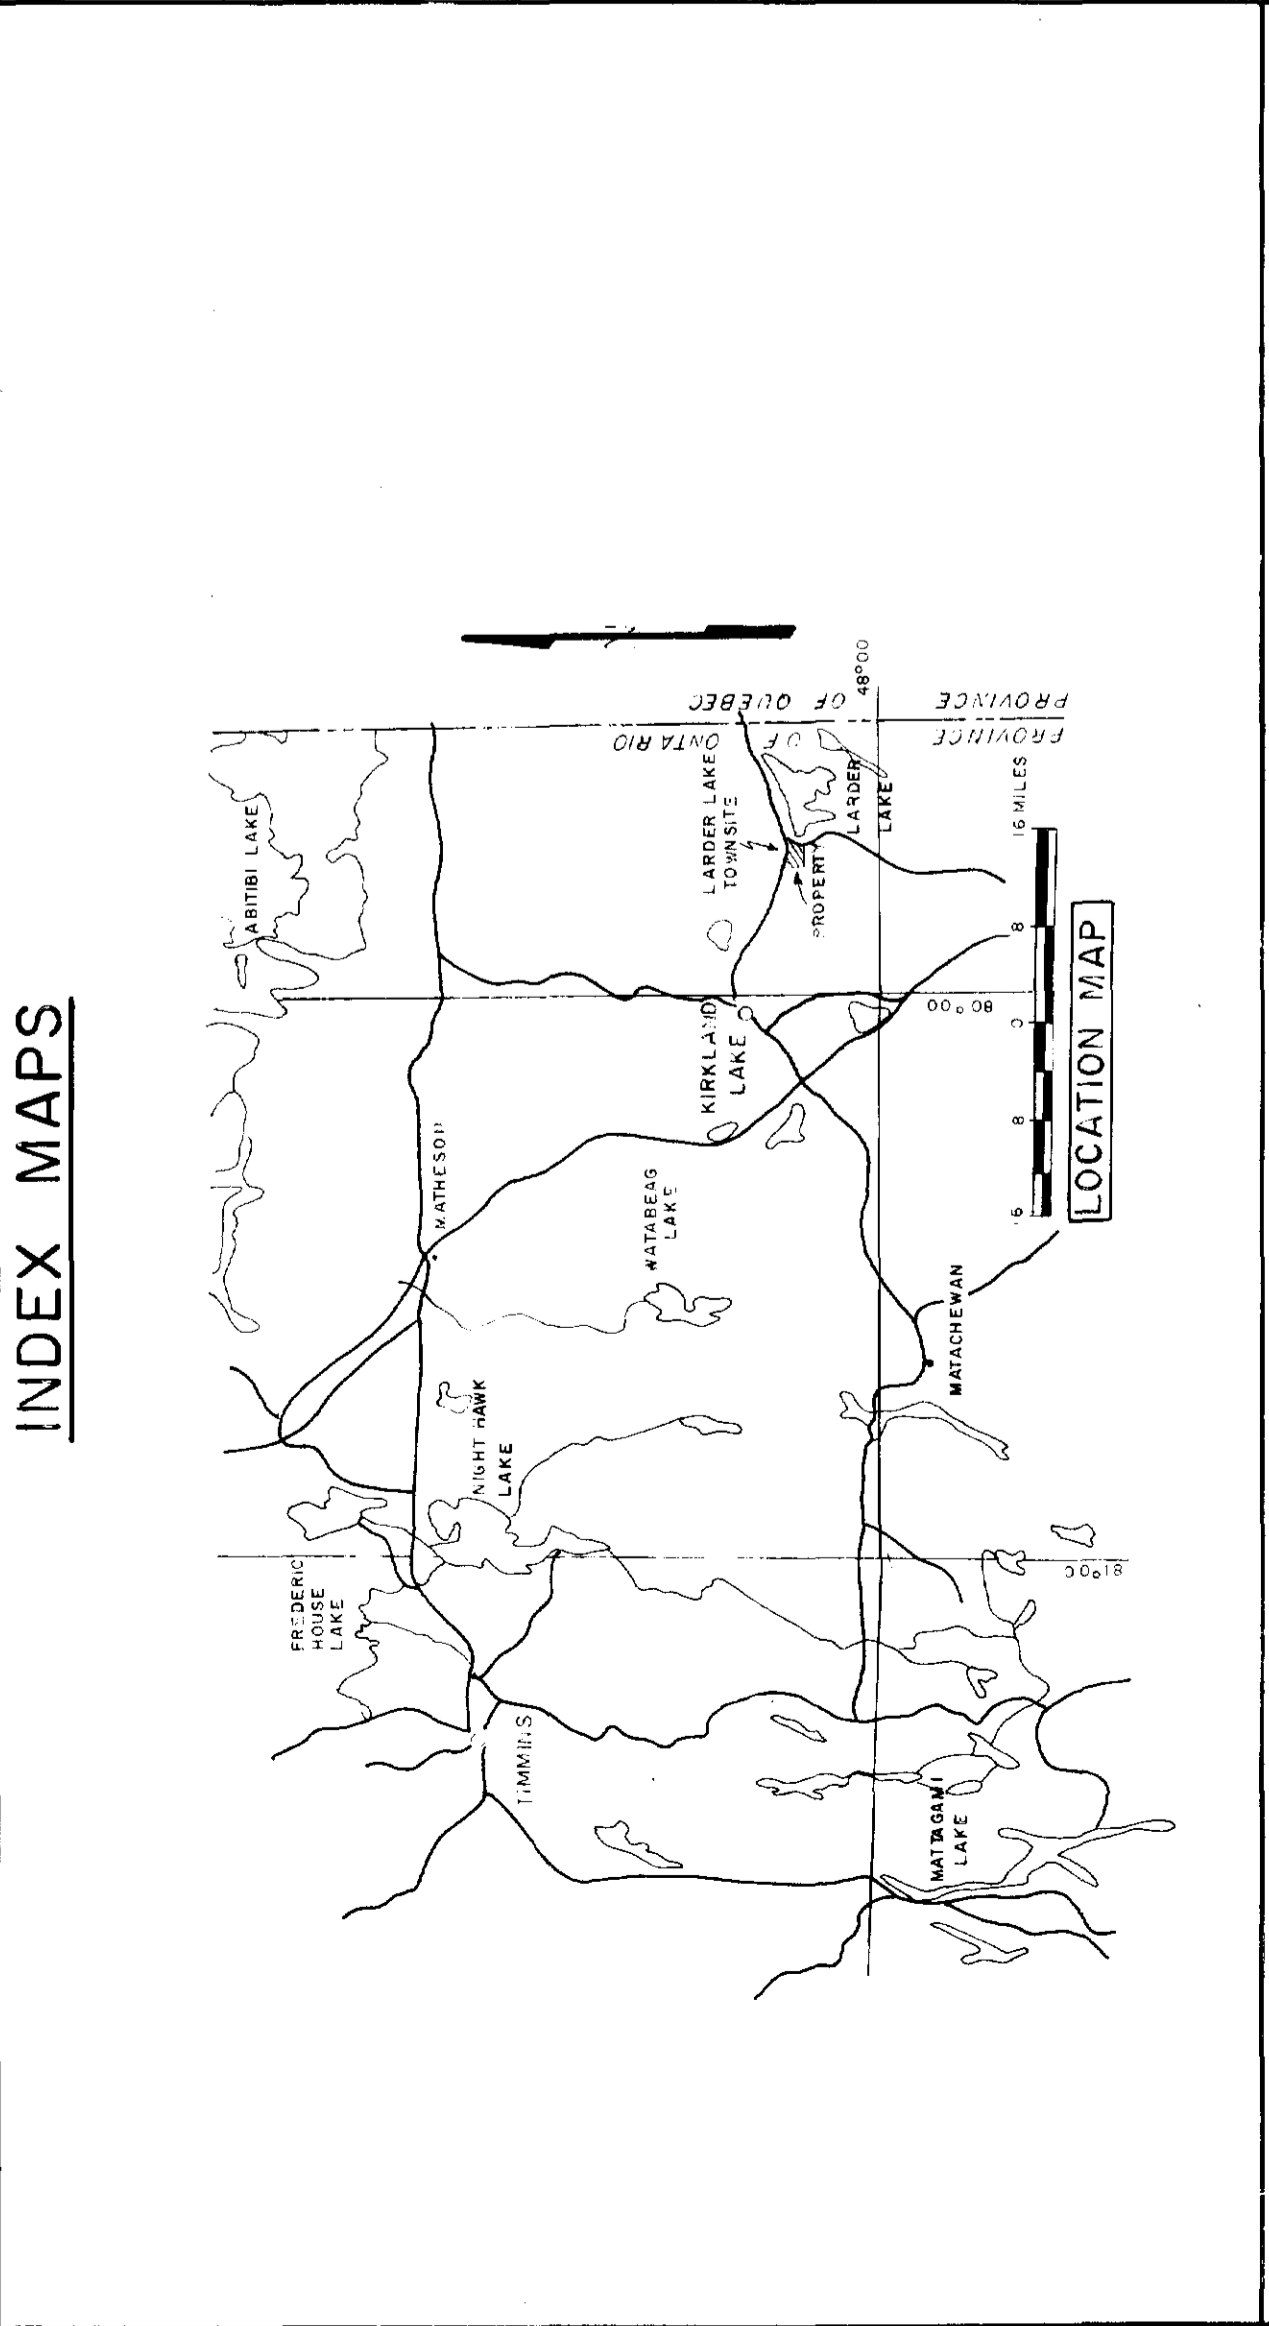 INDEX MAPS
ABITIBI LAKE
FREDERIC
HOUSE
LAKE
MATHESON
NIGHT HAWK
LAKE
TIMMINS
WATABEAG
LAKE
KIRKLAND
LAKE
LARDER LAKE
TOWNSITE
PROPERTY
LARDER
LAKE
PROVINCE OF ONTARIO
PROVINCE OF QUEBEC
48°00
80°00
81°00
MATACHEWAN
MATTAGAMI
LAKE
16 8 0 8 16 MILES
LOCATION MAP